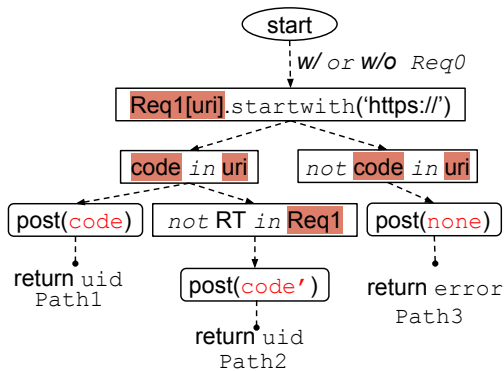 start
w/ or w/o Req0
Req1[uri].startwith(‘https://’)
code in uri
not code in uri
post(code)
not RT in Req1
post(none)
return uid
Path1
post(code’)
return error
Path3
return uid
Path2